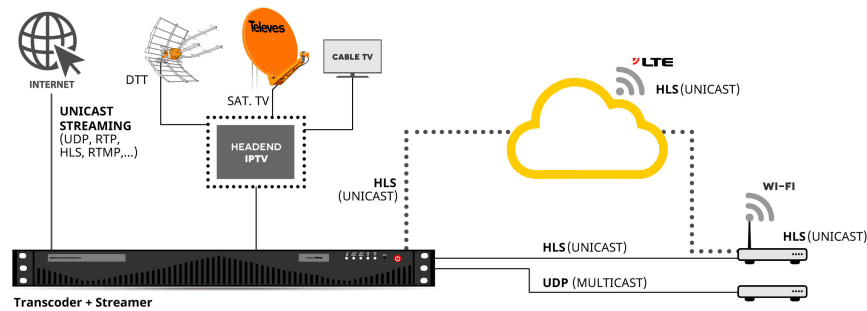 INTERNET
DTT
Televes
SAT. TV
CABLE TV
UNICAST
STREAMING
(UDP, RTP,
HLS, RTMP,...)
HEADEND
IPTV
HLS
(UNICAST)
LTE
HLS (UNICAST)
WI-FI
HLS (UNICAST)
HLS (UNICAST)
UDP (MULTICAST)
Transcoder + Streamer